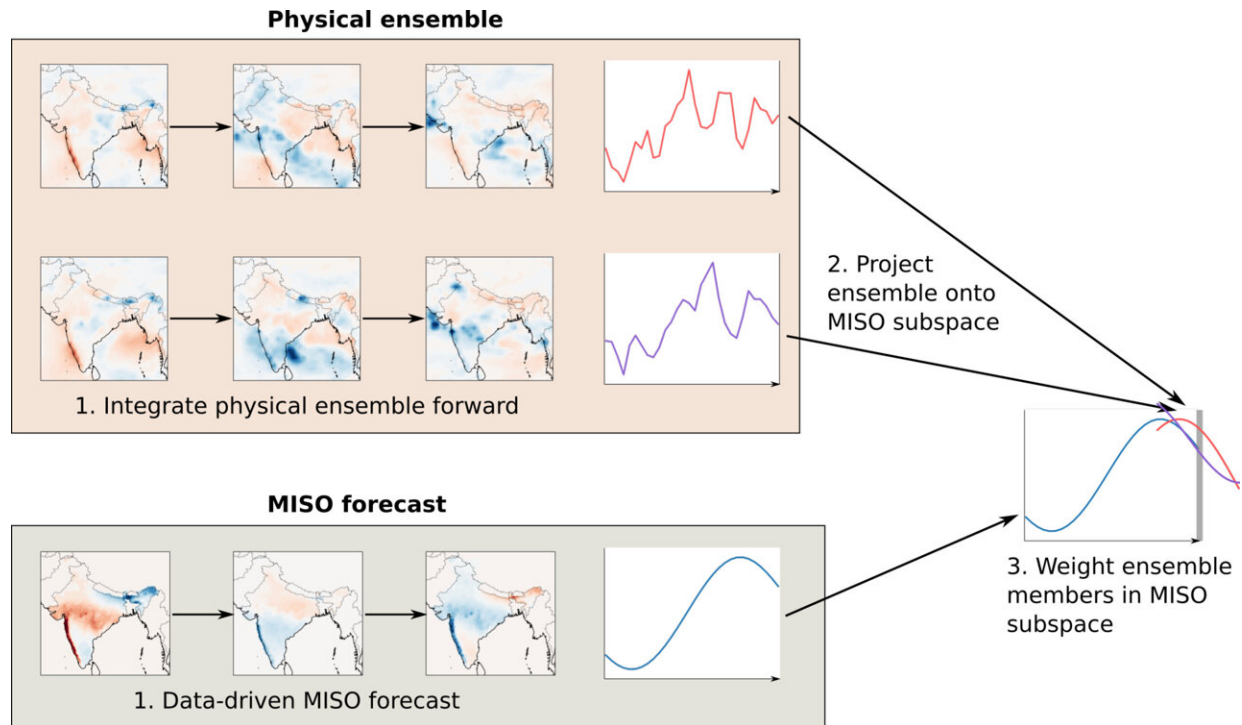 Physical ensemble
1. Integrate physical ensemble forward
2. Project
ensemble onto
MISO subspace
MISO forecast
1. Data-driven MISO forecast
3. Weight ensemble
members in MISO
subspace